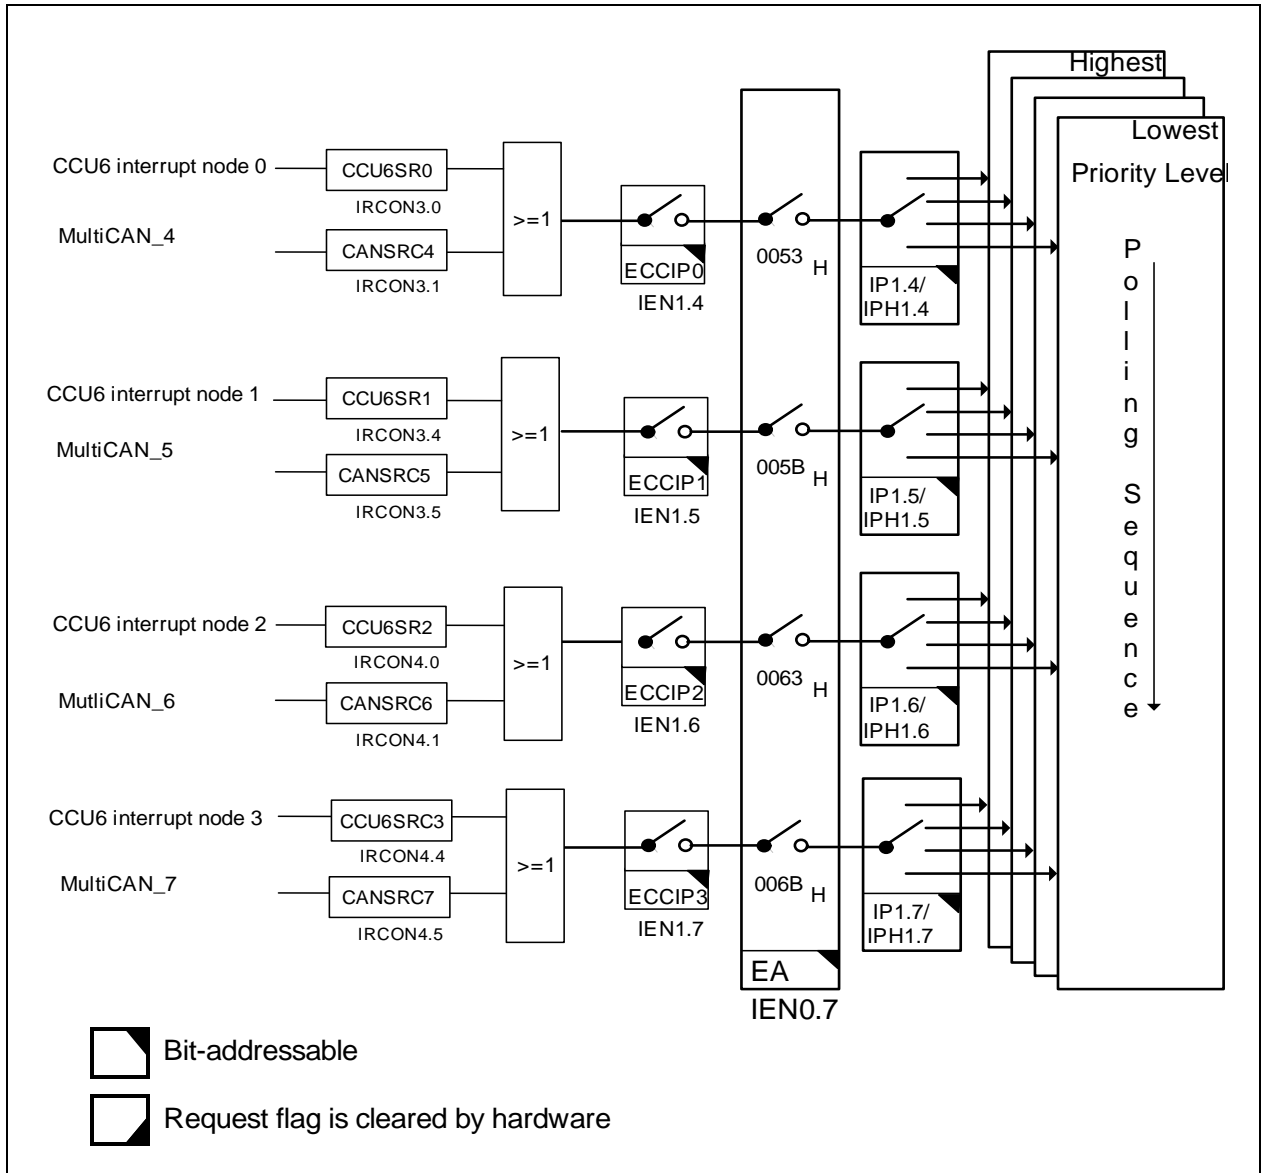 Highest
Lowest
Priority Level
Polling Sequence
CCU6 interrupt node 0
CCU6SR0
IRCON3.0
MultiCAN_4
CANSRC4
IRCON3.1
>=1
ECCIP0
IEN1.4
0053 H
IP1.4/
IPH1.4
CCU6 interrupt node 1
CCU6SR1
IRCON3.4
MultiCAN_5
CANSRC5
IRCON3.5
>=1
ECCIP1
IEN1.5
005B H
IP1.5/
IPH1.5
CCU6 interrupt node 2
CCU6SR2
IRCON4.0
MutliCAN_6
CANSRC6
IRCON4.1
>=1
ECCIP2
IEN1.6
0063 H
IP1.6/
IPH1.6
CCU6 interrupt node 3
CCU6SRC3
IRCON4.4
MultiCAN_7
CANSRC7
IRCON4.5
>=1
ECCIP3
IEN1.7
006B H
IP1.7/
IPH1.7
EA
IEN0.7
Bit-addressable
Request flag is cleared by hardware